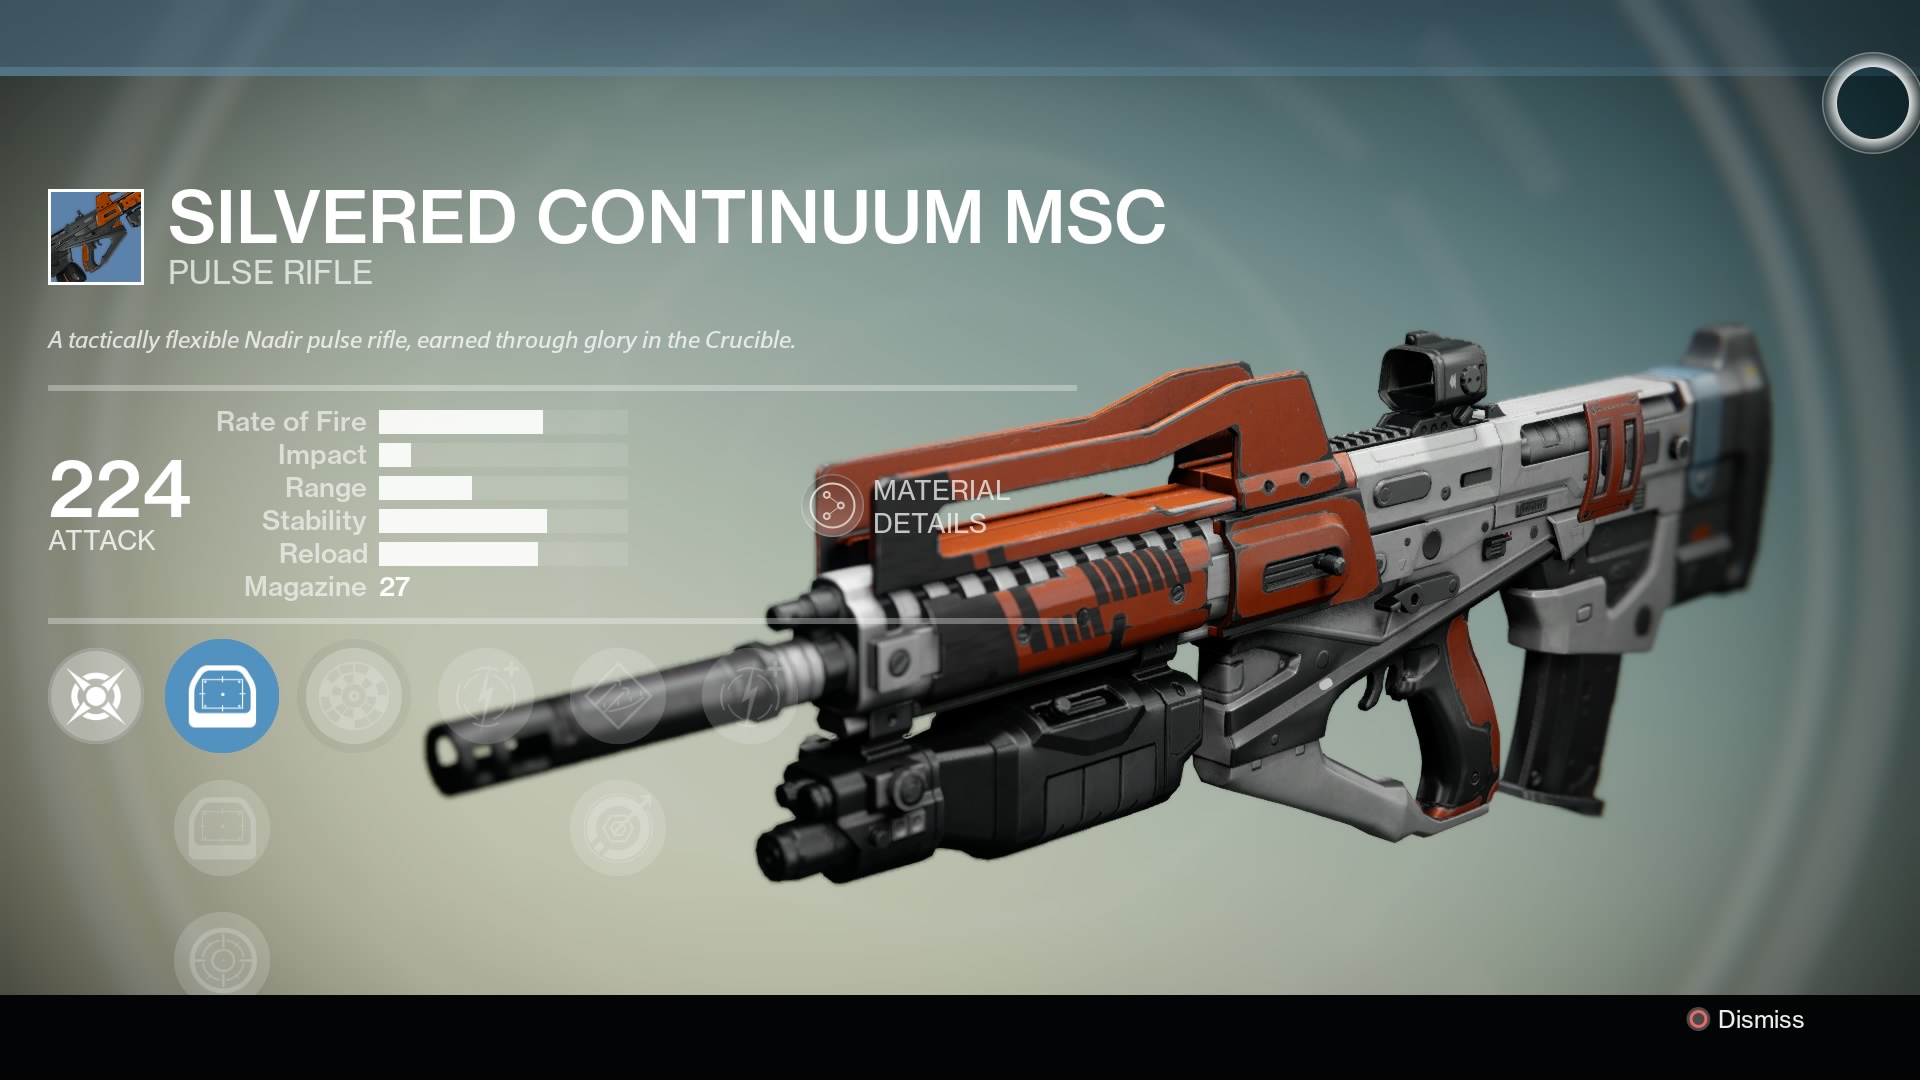 SILVERED CONTINUUM MSC
PULSE RIFLE
A tactically flexible Nadir pulse rifle, earned through glory in the Crucible.
224
ATTACK
Rate of Fire
Impact
Range
Stability
Reload
Magazine 27
MATERIAL
DETAILS
Dismiss